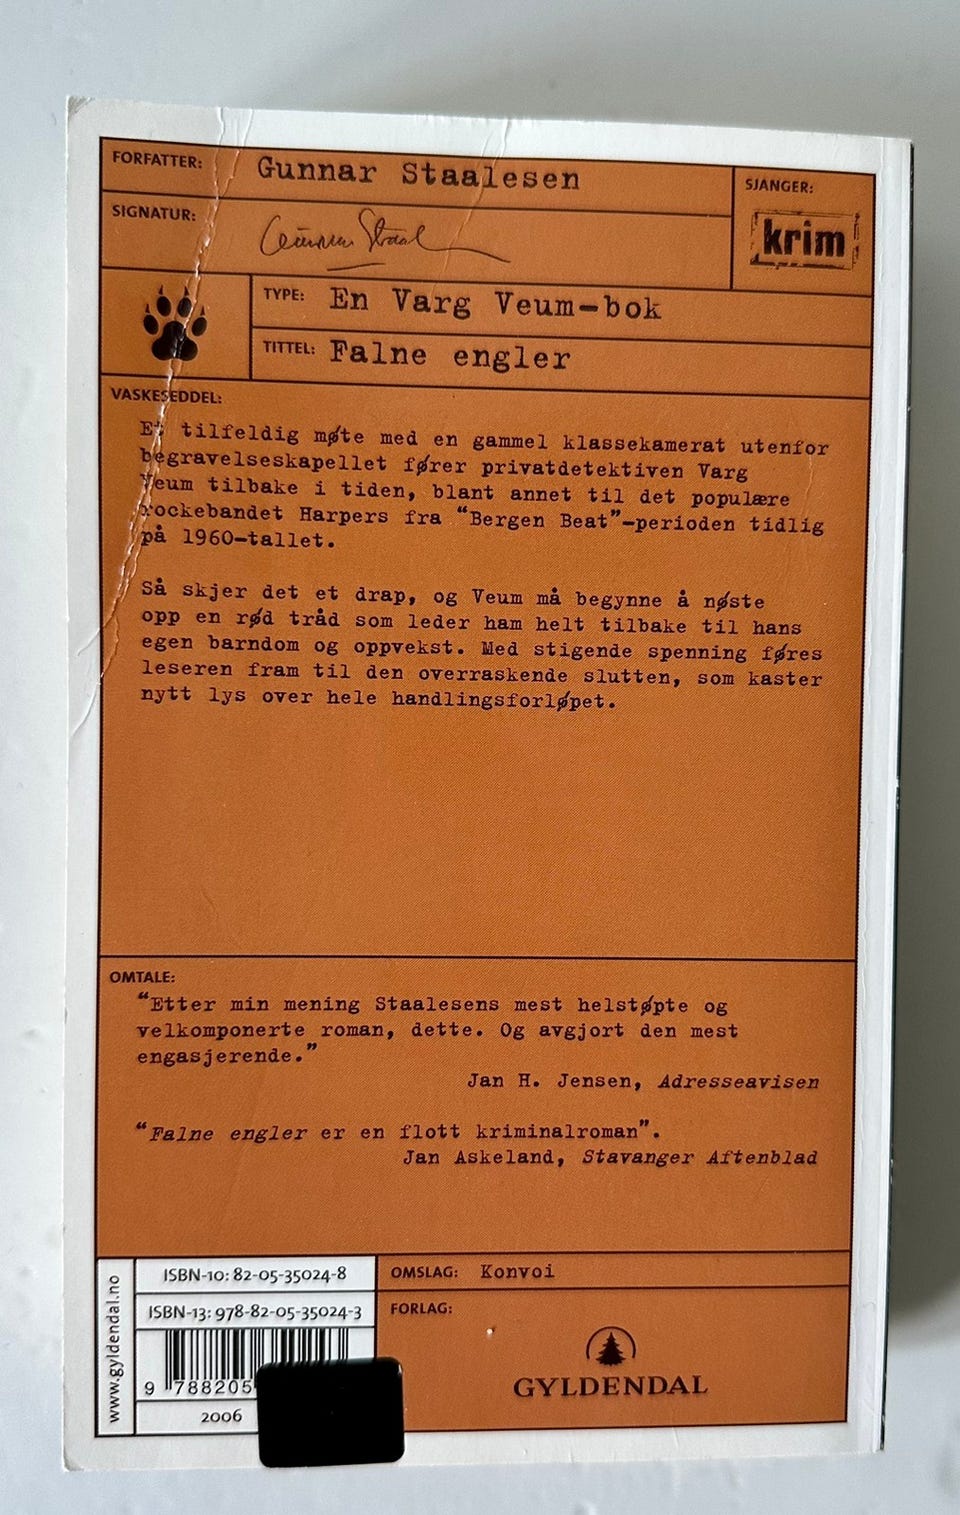 FORFATTER: Gunnar Staalesen
SJANGER:
krim
SIGNATUR: Gunnar Staal
TYPE: En Varg Veum-bok
TITTEL: Falne engler
VASKESEDDEL:
Et tilfeldig møte med en gammel klassekamerat utenfor
begravelseskapellet fører privatdetektiven Varg
Veum tilbake i tiden, blant annet til det populære
rockebandet Harpers fra “Bergen Beat”-perioden tidlig
på 1960-tallet.
Så skjer det et drap, og Veum må begynne å nøste
opp en rød tråd som leder ham helt tilbake til hans
egen barndom og oppvekst. Med stigende spenning føres
leseren fram til den overraskende slutten, som kaster
nytt lys over hele handlingsforløpet.
OMTALE:
“Etter min mening Staalesens mest helstøpte og
velkomponerte roman, dette. Og avgjort den mest
engasjerende.”
Jan H. Jensen, Adresseavisen
“Falne engler er en flott kriminalroman”.
Jan Askeland, Stavanger Aftenblad
www.gyldendal.no
ISBN-10: 82-05-35024-8
ISBN-13: 978-82-05-35024-3
9 788205
2006
OMSLAG: Konvoi
FORLAG:
GYLDENDAL